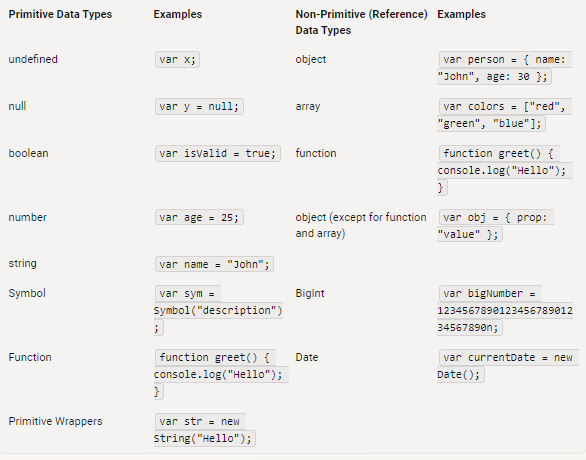 Primitive Data Types Examples Non-Primitive (Reference) Examples
Data Types
undefined var x; object var person = { name:
"John", age: 30 };
null var y = null; array var colors = ["red",
"green", "blue"];
boolean var isValid = true; function function greet() {
console.log("Hello");
}
number var age = 25; object (except for function var obj = { prop:
and array) "value" };
string var name = "John";
Symbol var sym = BigInt var bigNumber =
Symbol("description") 1234567890123456789012
; 34567890n;
Function function greet() { Date var currentDate = new
console.log("Hello"); Date();
}
Primitive Wrappers var str = new
String("Hello");